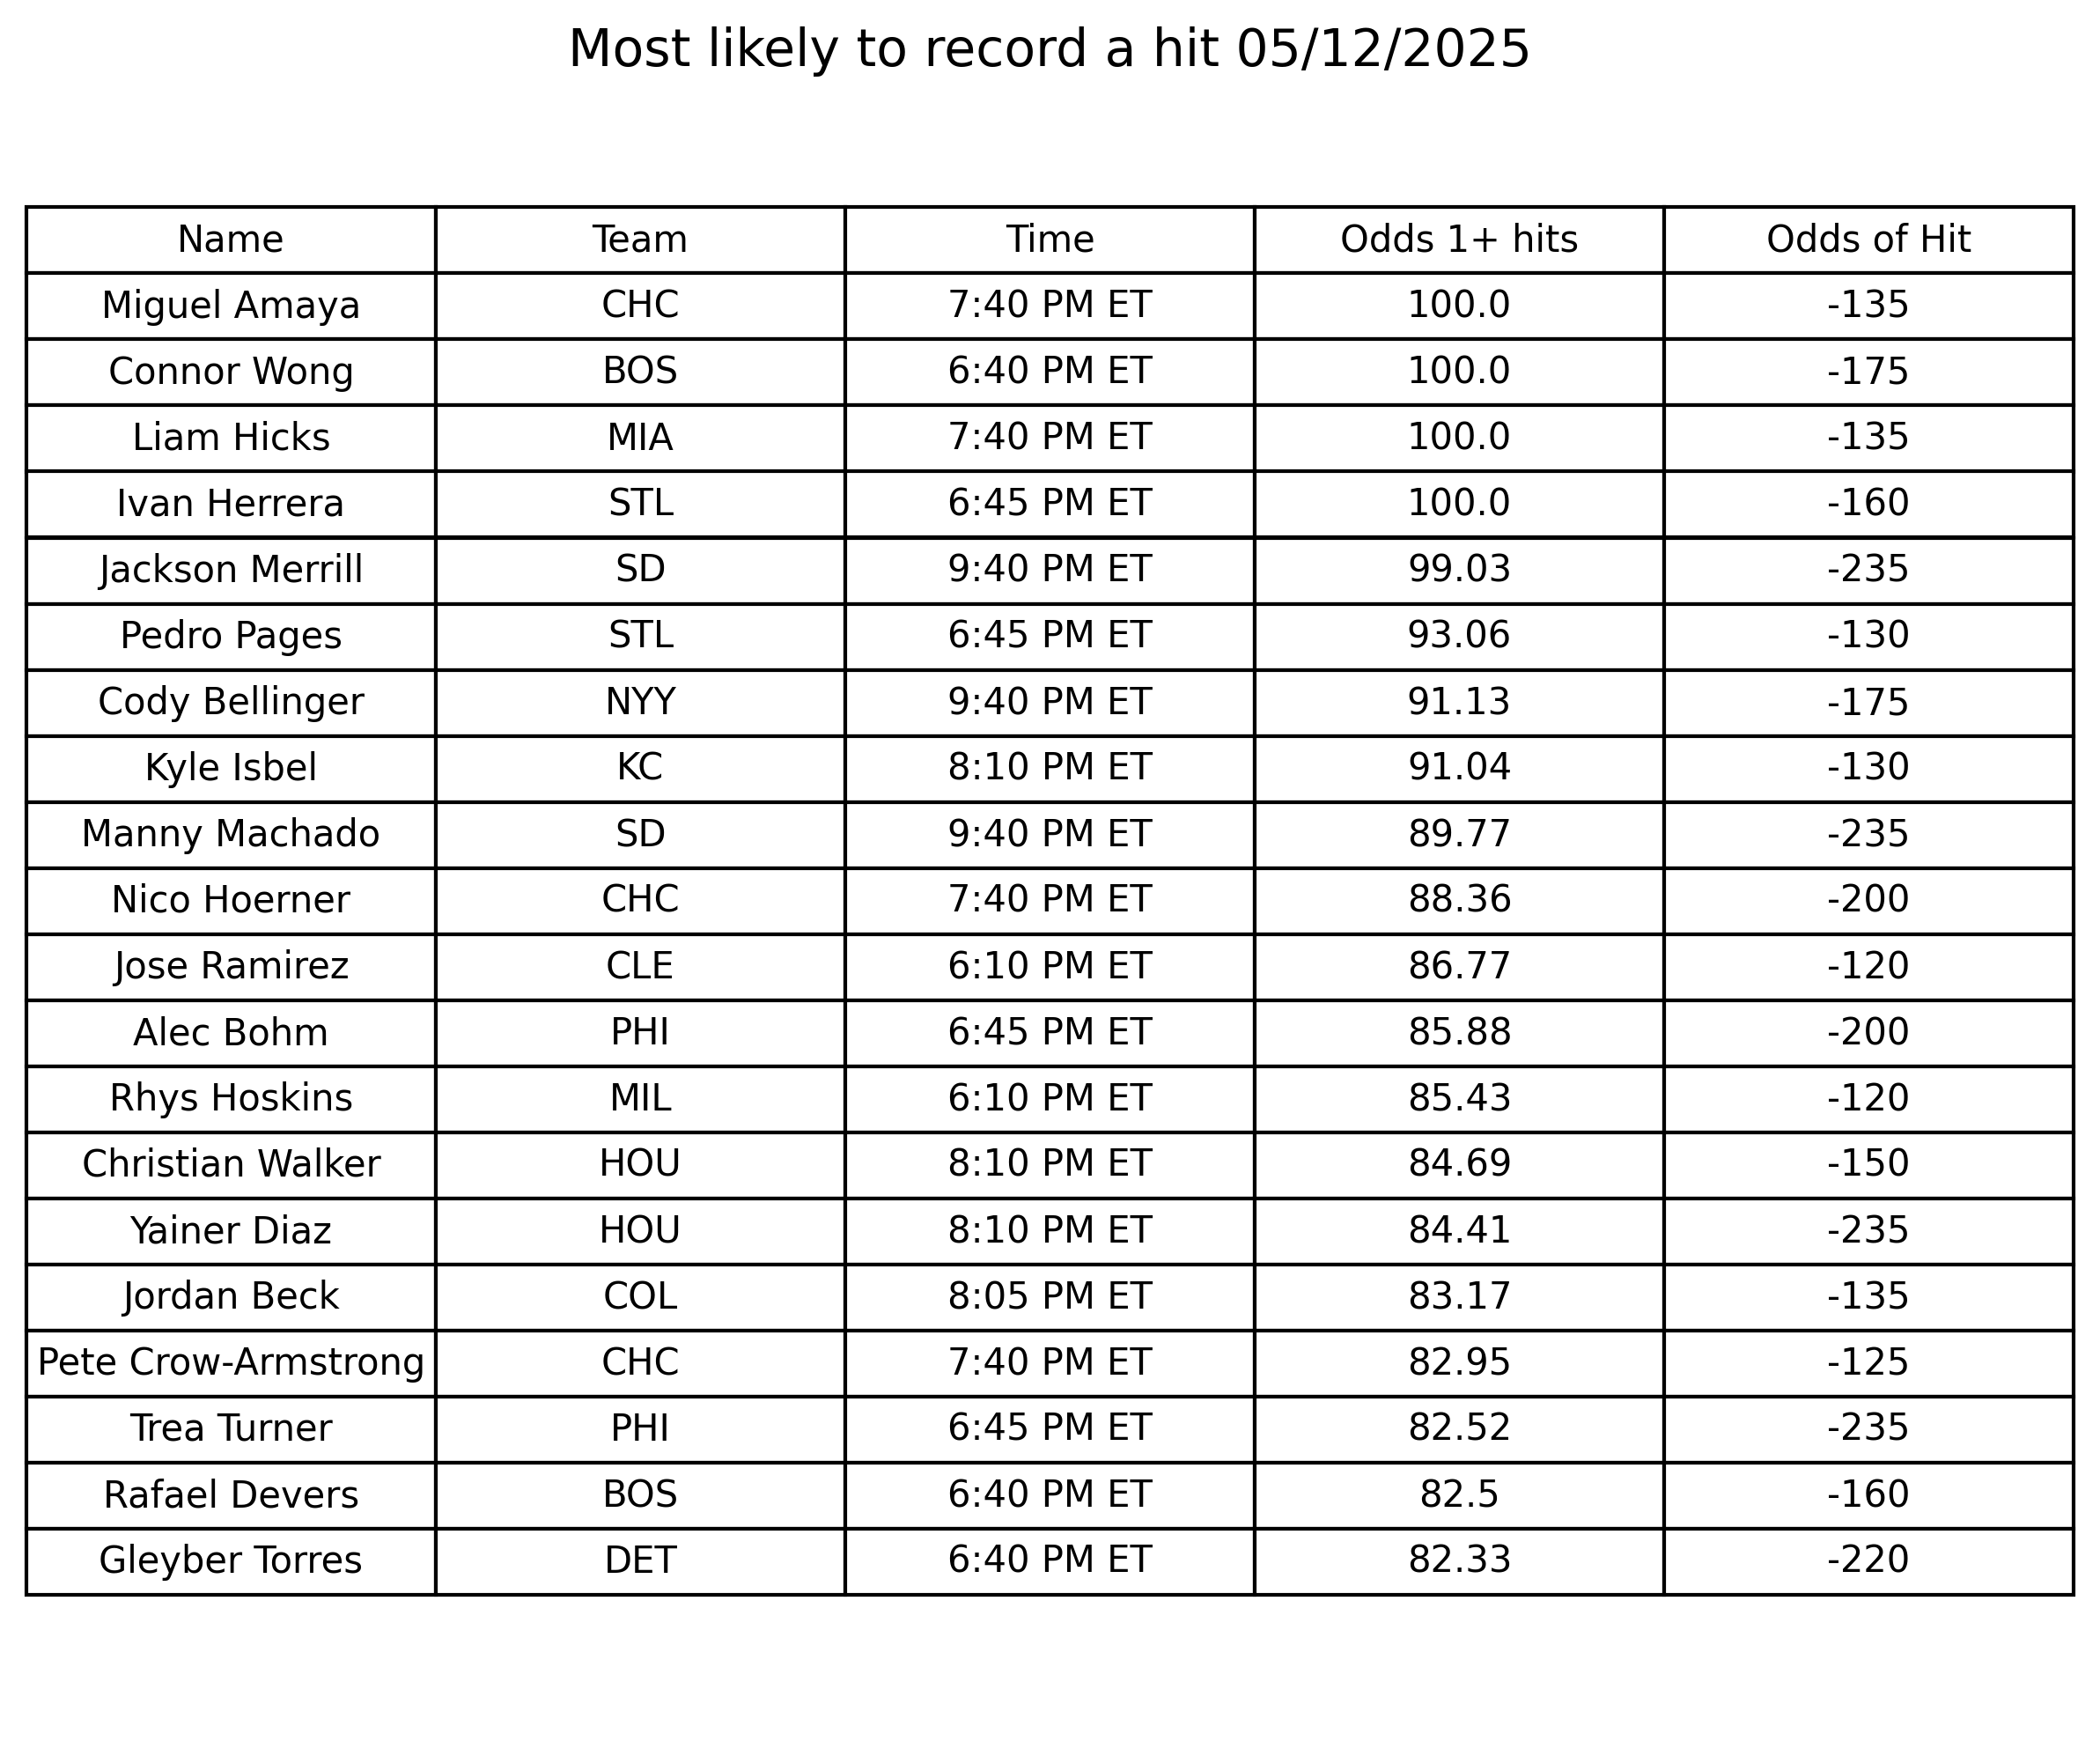 Most likely to record a hit 05/12/2025
Name Team Time Odds 1+ hits Odds of Hit
Miguel Amaya CHC 7:40 PM ET 100.0 -135
Connor Wong BOS 6:40 PM ET 100.0 -175
Liam Hicks MIA 7:40 PM ET 100.0 -135
Ivan Herrera STL 6:45 PM ET 100.0 -160
Jackson Merrill SD 9:40 PM ET 99.03 -235
Pedro Pages STL 6:45 PM ET 93.06 -130
Cody Bellinger NYY 9:40 PM ET 91.13 -175
Kyle Isbel KC 8:10 PM ET 91.04 -130
Manny Machado SD 9:40 PM ET 89.77 -235
Nico Hoerner CHC 7:40 PM ET 88.36 -200
Jose Ramirez CLE 6:10 PM ET 86.77 -120
Alec Bohm PHI 6:45 PM ET 85.88 -200
Rhys Hoskins MIL 6:10 PM ET 85.43 -120
Christian Walker HOU 8:10 PM ET 84.69 -150
Yainer Diaz HOU 8:10 PM ET 84.41 -235
Jordan Beck COL 8:05 PM ET 83.17 -135
Pete Crow-Armstrong CHC 7:40 PM ET 82.95 -125
Trea Turner PHI 6:45 PM ET 82.52 -235
Rafael Devers BOS 6:40 PM ET 82.5 -160
Gleyber Torres DET 6:40 PM ET 82.33 -220